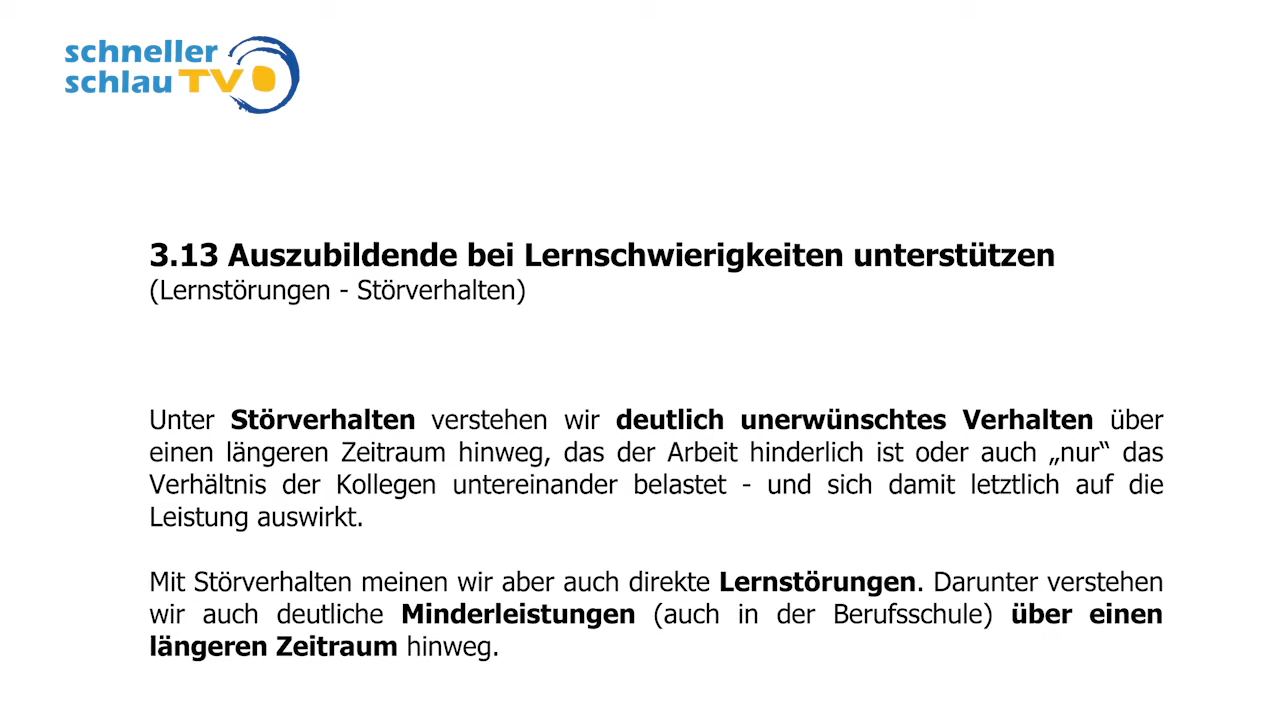 schneller
schlau TV
3.13 Auszubildende bei Lernschwierigkeiten unterstützen
(Lernstörungen - Störverhalten)
Unter Störverhalten verstehen wir deutlich unerwünschtes Verhalten über
einen längeren Zeitraum hinweg, das der Arbeit hinderlich ist oder auch „nur“ das
Verhältnis der Kollegen untereinander belastet - und sich damit letztlich auf die
Leistung auswirkt.
Mit Störverhalten meinen wir aber auch direkte Lernstörungen. Darunter verstehen
wir auch deutliche Minderleistungen (auch in der Berufsschule) über einen
längeren Zeitraum hinweg.